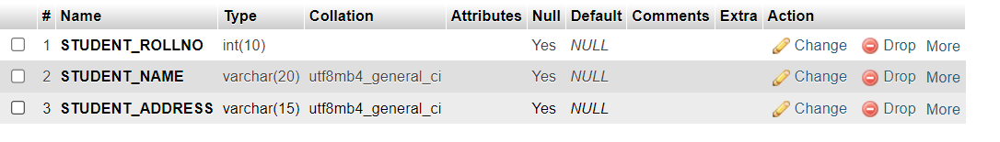 # Name Type Collation Attributes Null Default Comments Extra Action
1 STUDENT_ROLLNO int(10) Yes NULL Change Drop More
2 STUDENT_NAME varchar(20) utf8mb4_general_ci Yes NULL Change Drop More
3 STUDENT_ADDRESS varchar(15) utf8mb4_general_ci Yes NULL Change Drop More